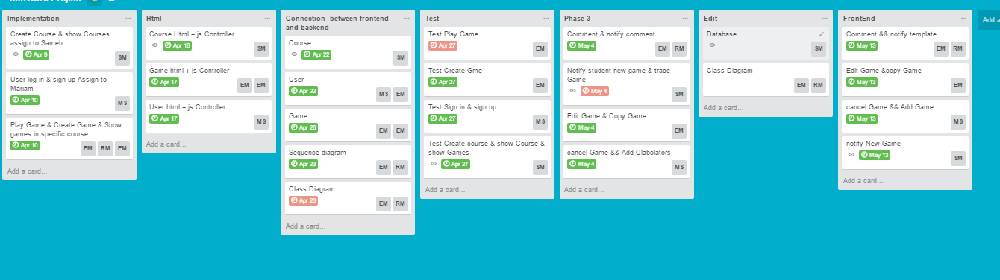 Software Project
Implementation
Create Course & show Courses
assign to Sameh
Apr 9
SM
User log in & sign up Assign to
Mariam
Apr 10
MS
Play Game & Create Game & Show
games in specific course
Apr 10
EM RM EM
Add a card...
Html
Course Html + js Controller
Apr 16
SM
Game html + js Controller
Apr 17
EM EM
User html + js Controller
Apr 17
MS
Add a card...
Connection between frontend
and backend
Course
Apr 22
SM
User
Apr 22
MS EM
Game
Apr 26
EM EM
Sequence diagram
Apr 23
EM RM
Class Diagram
Apr 23
EM RM
Add a card...
Test
Test Play Game
Apr 27
EM
Test Create Gme
Apr 27
EM
Test Sign in & sign up
Apr 27
MS
Test Create course & show Course &
show Games
Apr 27
SM
Add a card...
Phase 3
Comment & notify comment
May 4
EM RM
Notify student new game & trace
Game
May 4
SM
Edit Game & Copy Game
May 4
EM
cancel Game && Add Clabolators
May 4
MS
Add a card...
Edit
Database
SM
Class Diagram
EM RM
Add a card...
FrontEnd
Comment && notify template
May 13
EM RM
Edit Game &copy Game
May 13
EM
cancel Game && Add Game
May 13
MS
notify New Game
May 13
SM
Add a card...
Add a